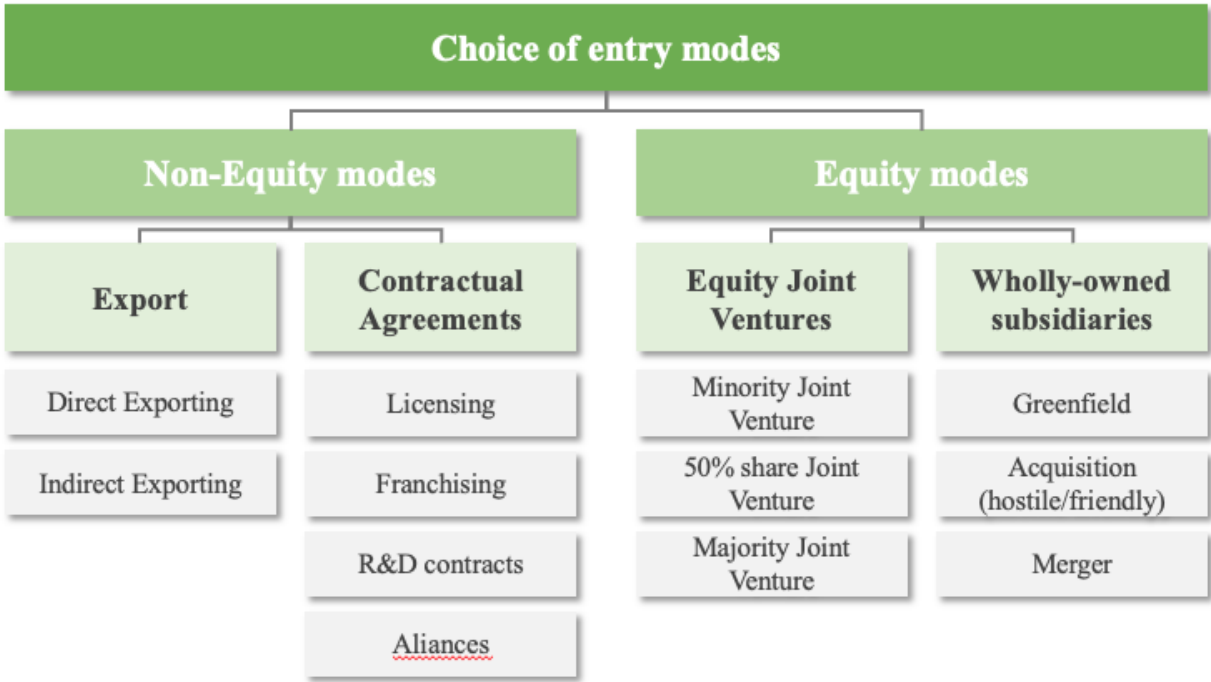 Choice of entry modes
Non-Equity modes
Equity modes
Export
Contractual
Agreements
Equity Joint
Ventures
Wholly-owned
subsidiaries
Direct Exporting
Licensing
Minority Joint
Venture
Greenfield
Indirect Exporting
Franchising
50% share Joint
Venture
Acquisition
(hostile/friendly)
R&D contracts
Majority Joint
Venture
Merger
Aliances